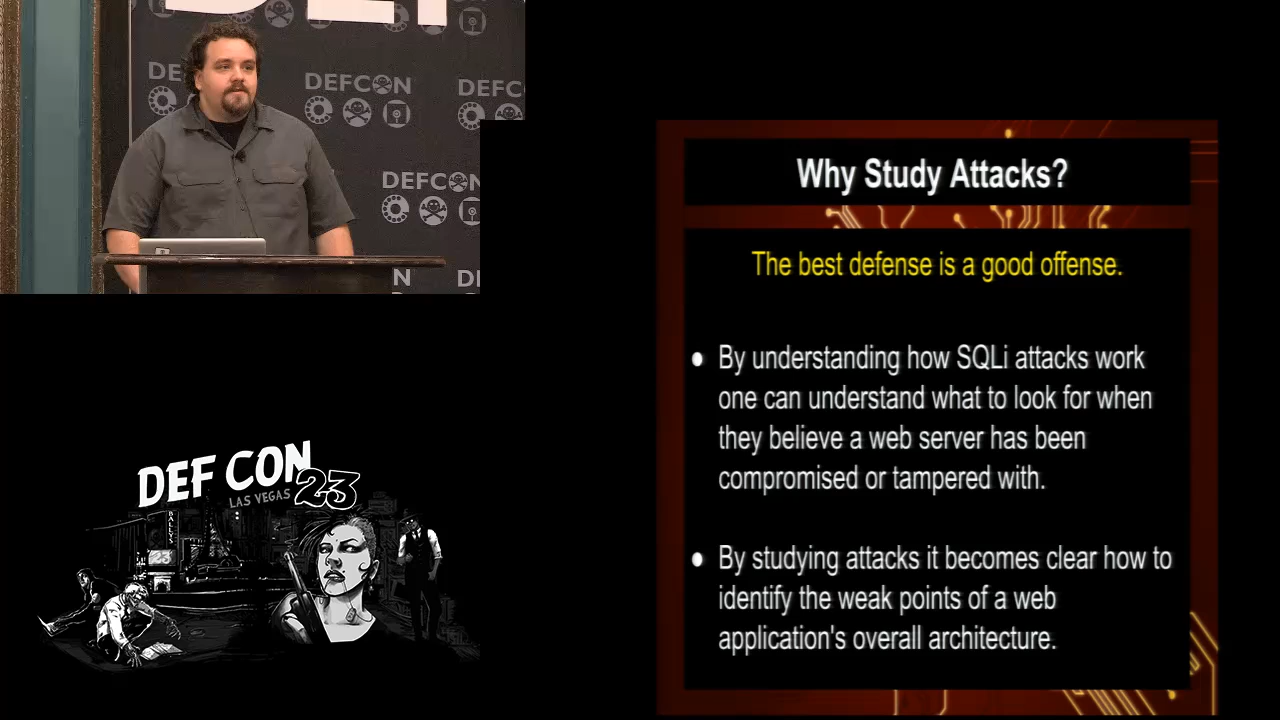 DEFCON
DEFC
DEFCON
N
Why Study Attacks?
The best defense is a good offense.
● By understanding how SQLi attacks work
one can understand what to look for when
they believe a web server has been
compromised or tampered with.
● By studying attacks it becomes clear how to
identify the weak points of a web
application's overall architecture.
DEF CON
LAS VEGAS 23
BALLYS